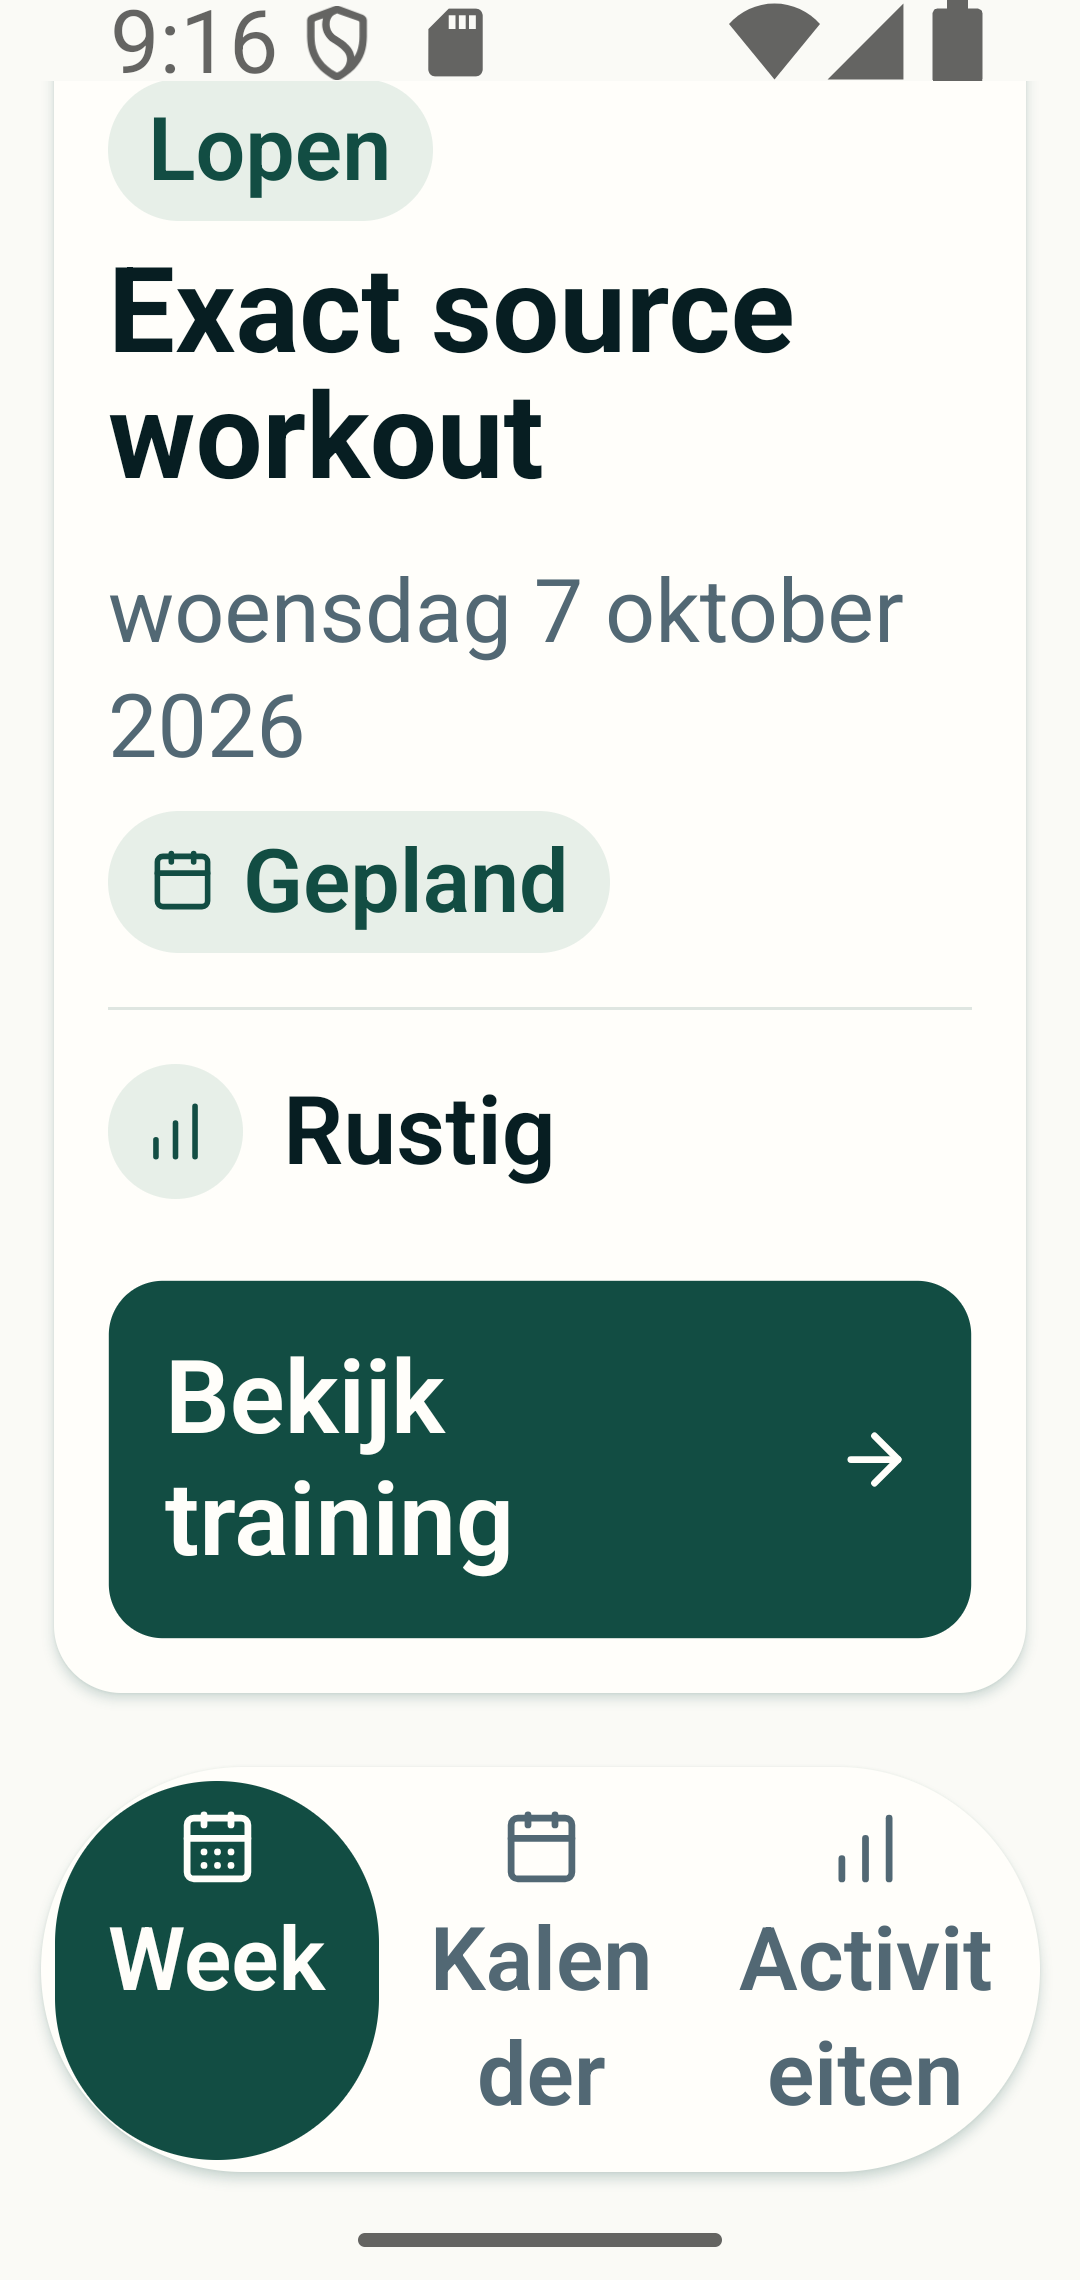 9:16
Lopen
Exact source
workout
woensdag 7 oktober
2026
Gepland
Rustig
Bekijk
training
Week
Kalen
der
Activit
eiten